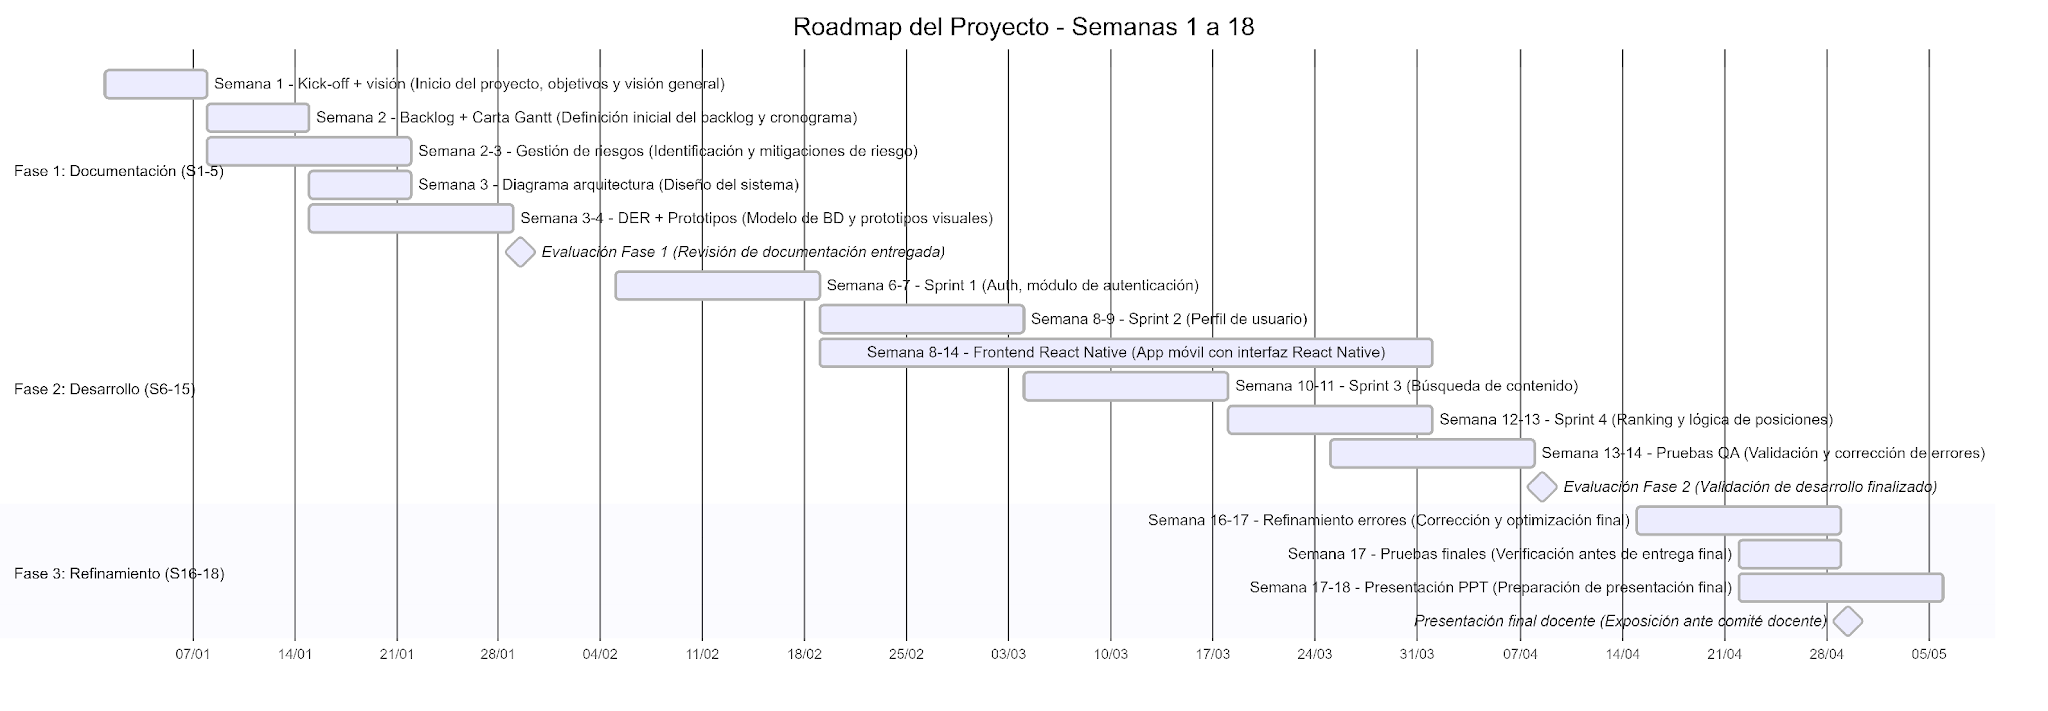 Roadmap del Proyecto - Semanas 1 a 18
Semana 1 - Kick-off + visión (Inicio del proyecto, objetivos y visión general)
Semana 2 - Backlog + Carta Gantt (Definición inicial del backlog y cronograma)
Semana 2-3 - Gestión de riesgos (Identificación y mitigaciones de riesgo)
Fase 1: Documentación (S1-5)
Semana 3 - Diagrama arquitectura (Diseño del sistema)
Semana 3-4 - DER + Prototipos (Modelo de BD y prototipos visuales)
Evaluación Fase 1 (Revisión de documentación entregada)
Semana 6-7 - Sprint 1 (Auth, módulo de autenticación)
Semana 8-9 - Sprint 2 (Perfil de usuario)
Semana 8-14 - Frontend React Native (App móvil con interfaz React Native)
Fase 2: Desarrollo (S6-15)
Semana 10-11 - Sprint 3 (Búsqueda de contenido)
Semana 12-13 - Sprint 4 (Ranking y lógica de posiciones)
Semana 13-14 - Pruebas QA (Validación y corrección de errores)
Evaluación Fase 2 (Validación de desarrollo finalizado)
Semana 16-17 - Refinamiento errores (Corrección y optimización final)
Semana 17 - Pruebas finales (Verificación antes de entrega final)
Fase 3: Refinamiento (S16-18)
Semana 17-18 - Presentación PPT (Preparación de presentación final)
Presentación final docente (Exposición ante comité docente)
07/01 14/01 21/01 28/01 04/02 11/02 18/02 25/02 03/03 10/03 17/03 24/03 31/03 07/04 14/04 21/04 28/04 05/05